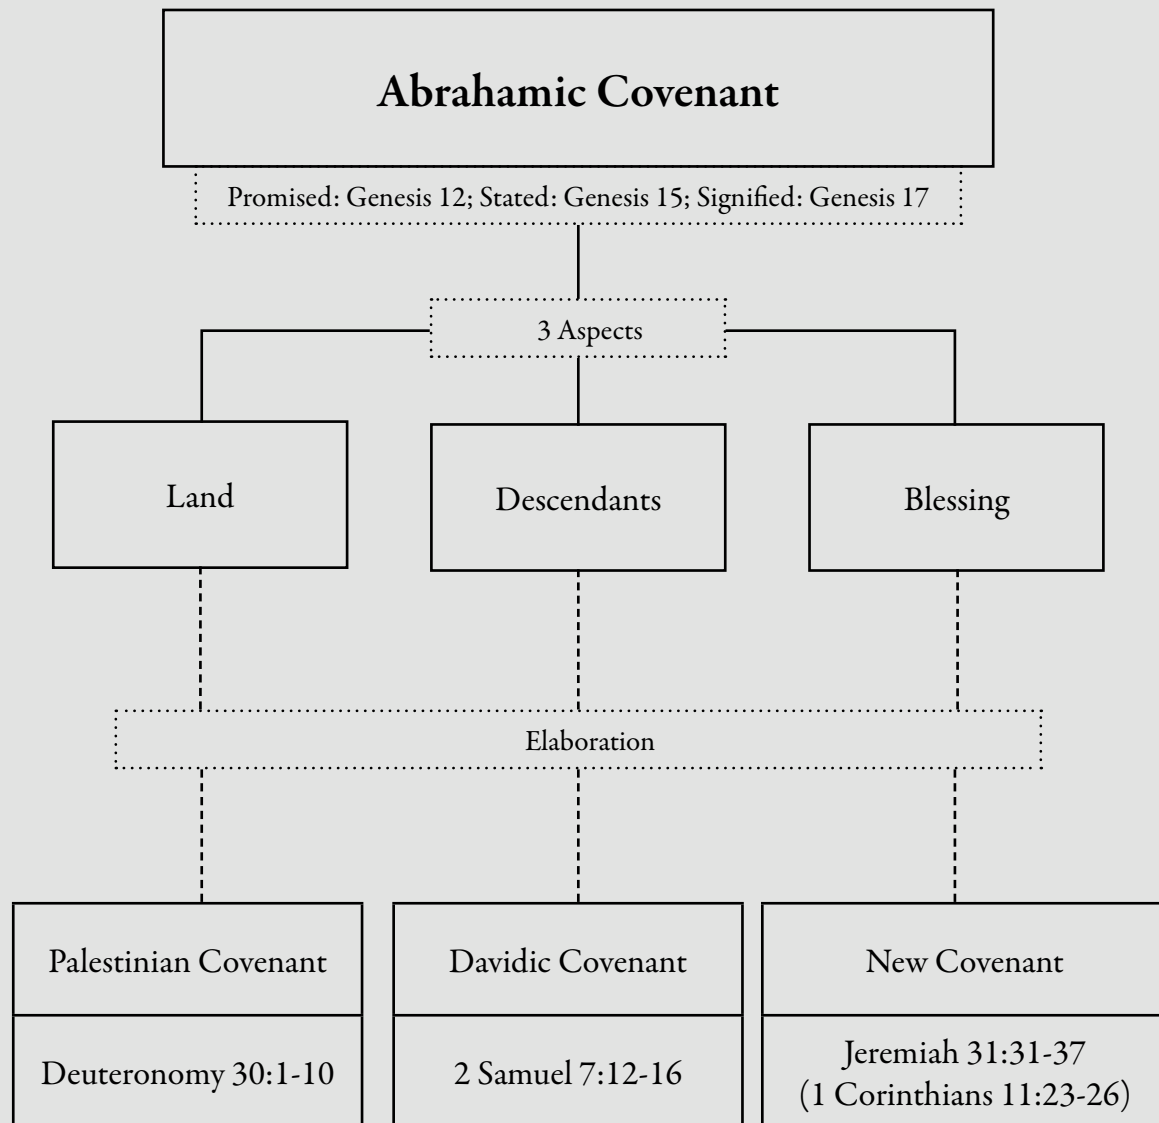 Abrahamic Covenant
Promised: Genesis 12; Stated: Genesis 15; Signified: Genesis 17
3 Aspects
Land
Descendants
Blessing
Elaboration
Palestinian Covenant
Davidic Covenant
New Covenant
Deuteronomy 30:1-10
2 Samuel 7:12-16
Jeremiah 31:31-37
(1 Corinthians 11:23-26)